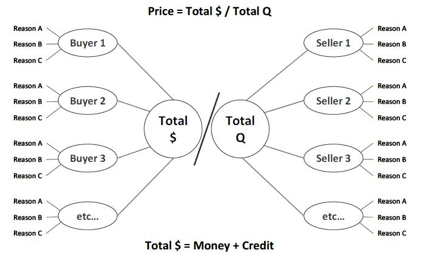 Price = Total $ / Total Q
Reason A
Reason B
Reason C
Buyer 1
Reason A
Reason B
Reason C
Buyer 2
Reason A
Reason B
Reason C
Buyer 3
Reason A
Reason B
Reason C
etc...
Total
$
/
Total
Q
Seller 1
Reason A
Reason B
Reason C
Seller 2
Reason A
Reason B
Reason C
Seller 3
Reason A
Reason B
Reason C
etc...
Reason A
Reason B
Reason C
Total $ = Money + Credit